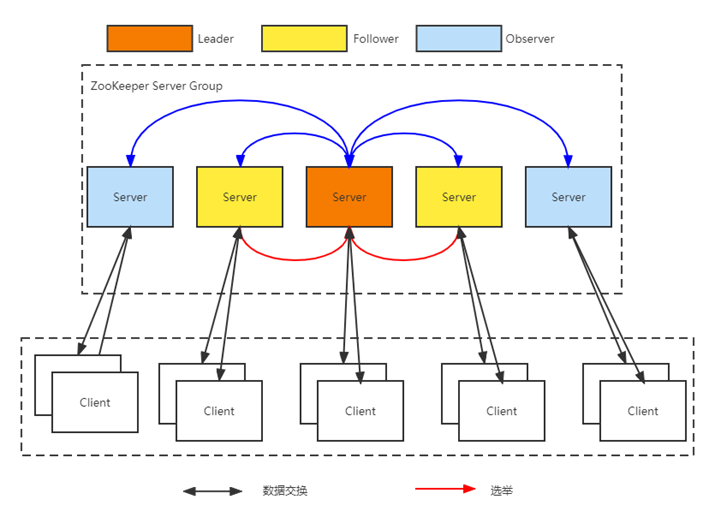 Leader
Follower
Observer
ZooKeeper Server Group
Server
Server
Server
Server
Server
Client
Client
Client
Client
Client
数据交换
选举